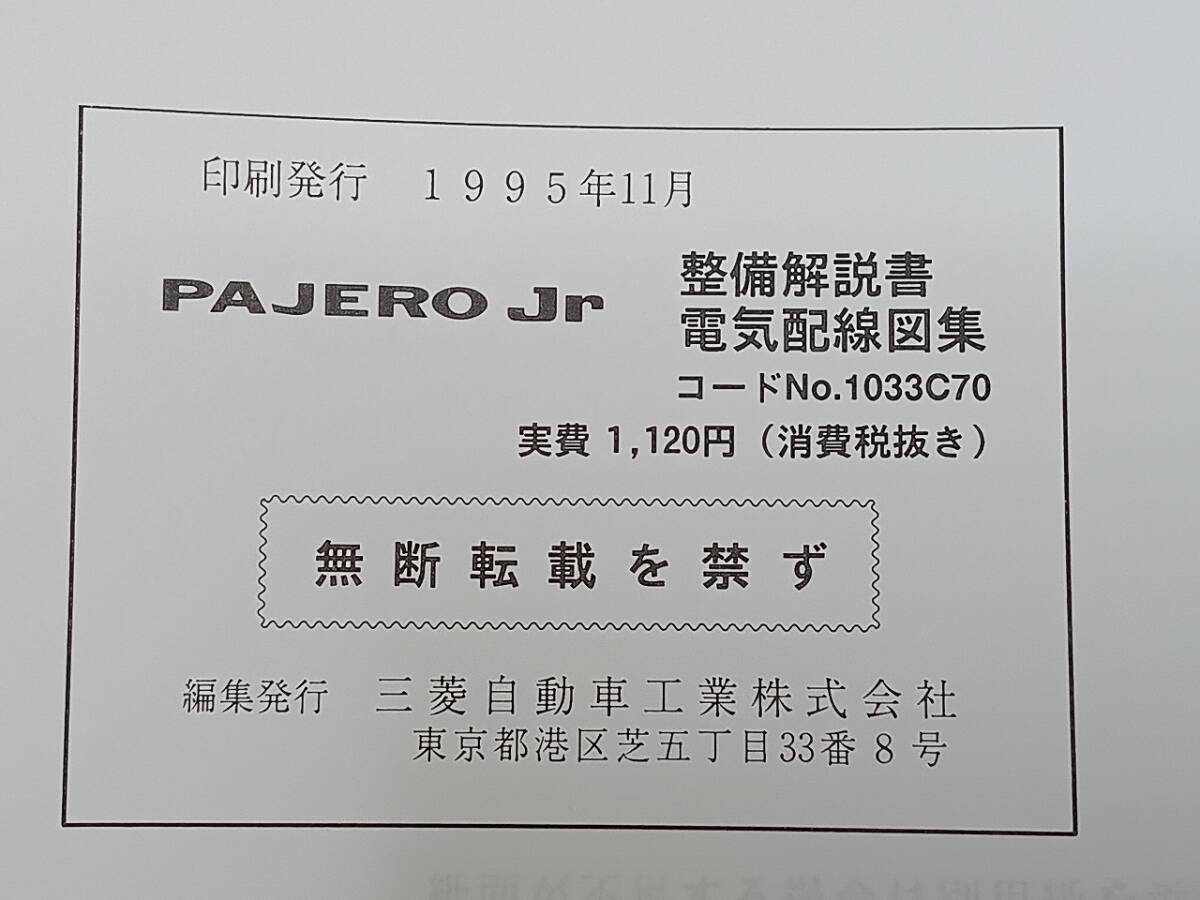 印刷発行　１９９５年11月
PAJERO Jr 整備解説書
電気配線図集
コードNo.1033C70
実費 1,120円（消費税抜き）
無断転載を禁ず
編集発行　三菱自動車工業株式会社
東京都港区芝五丁目33番８号